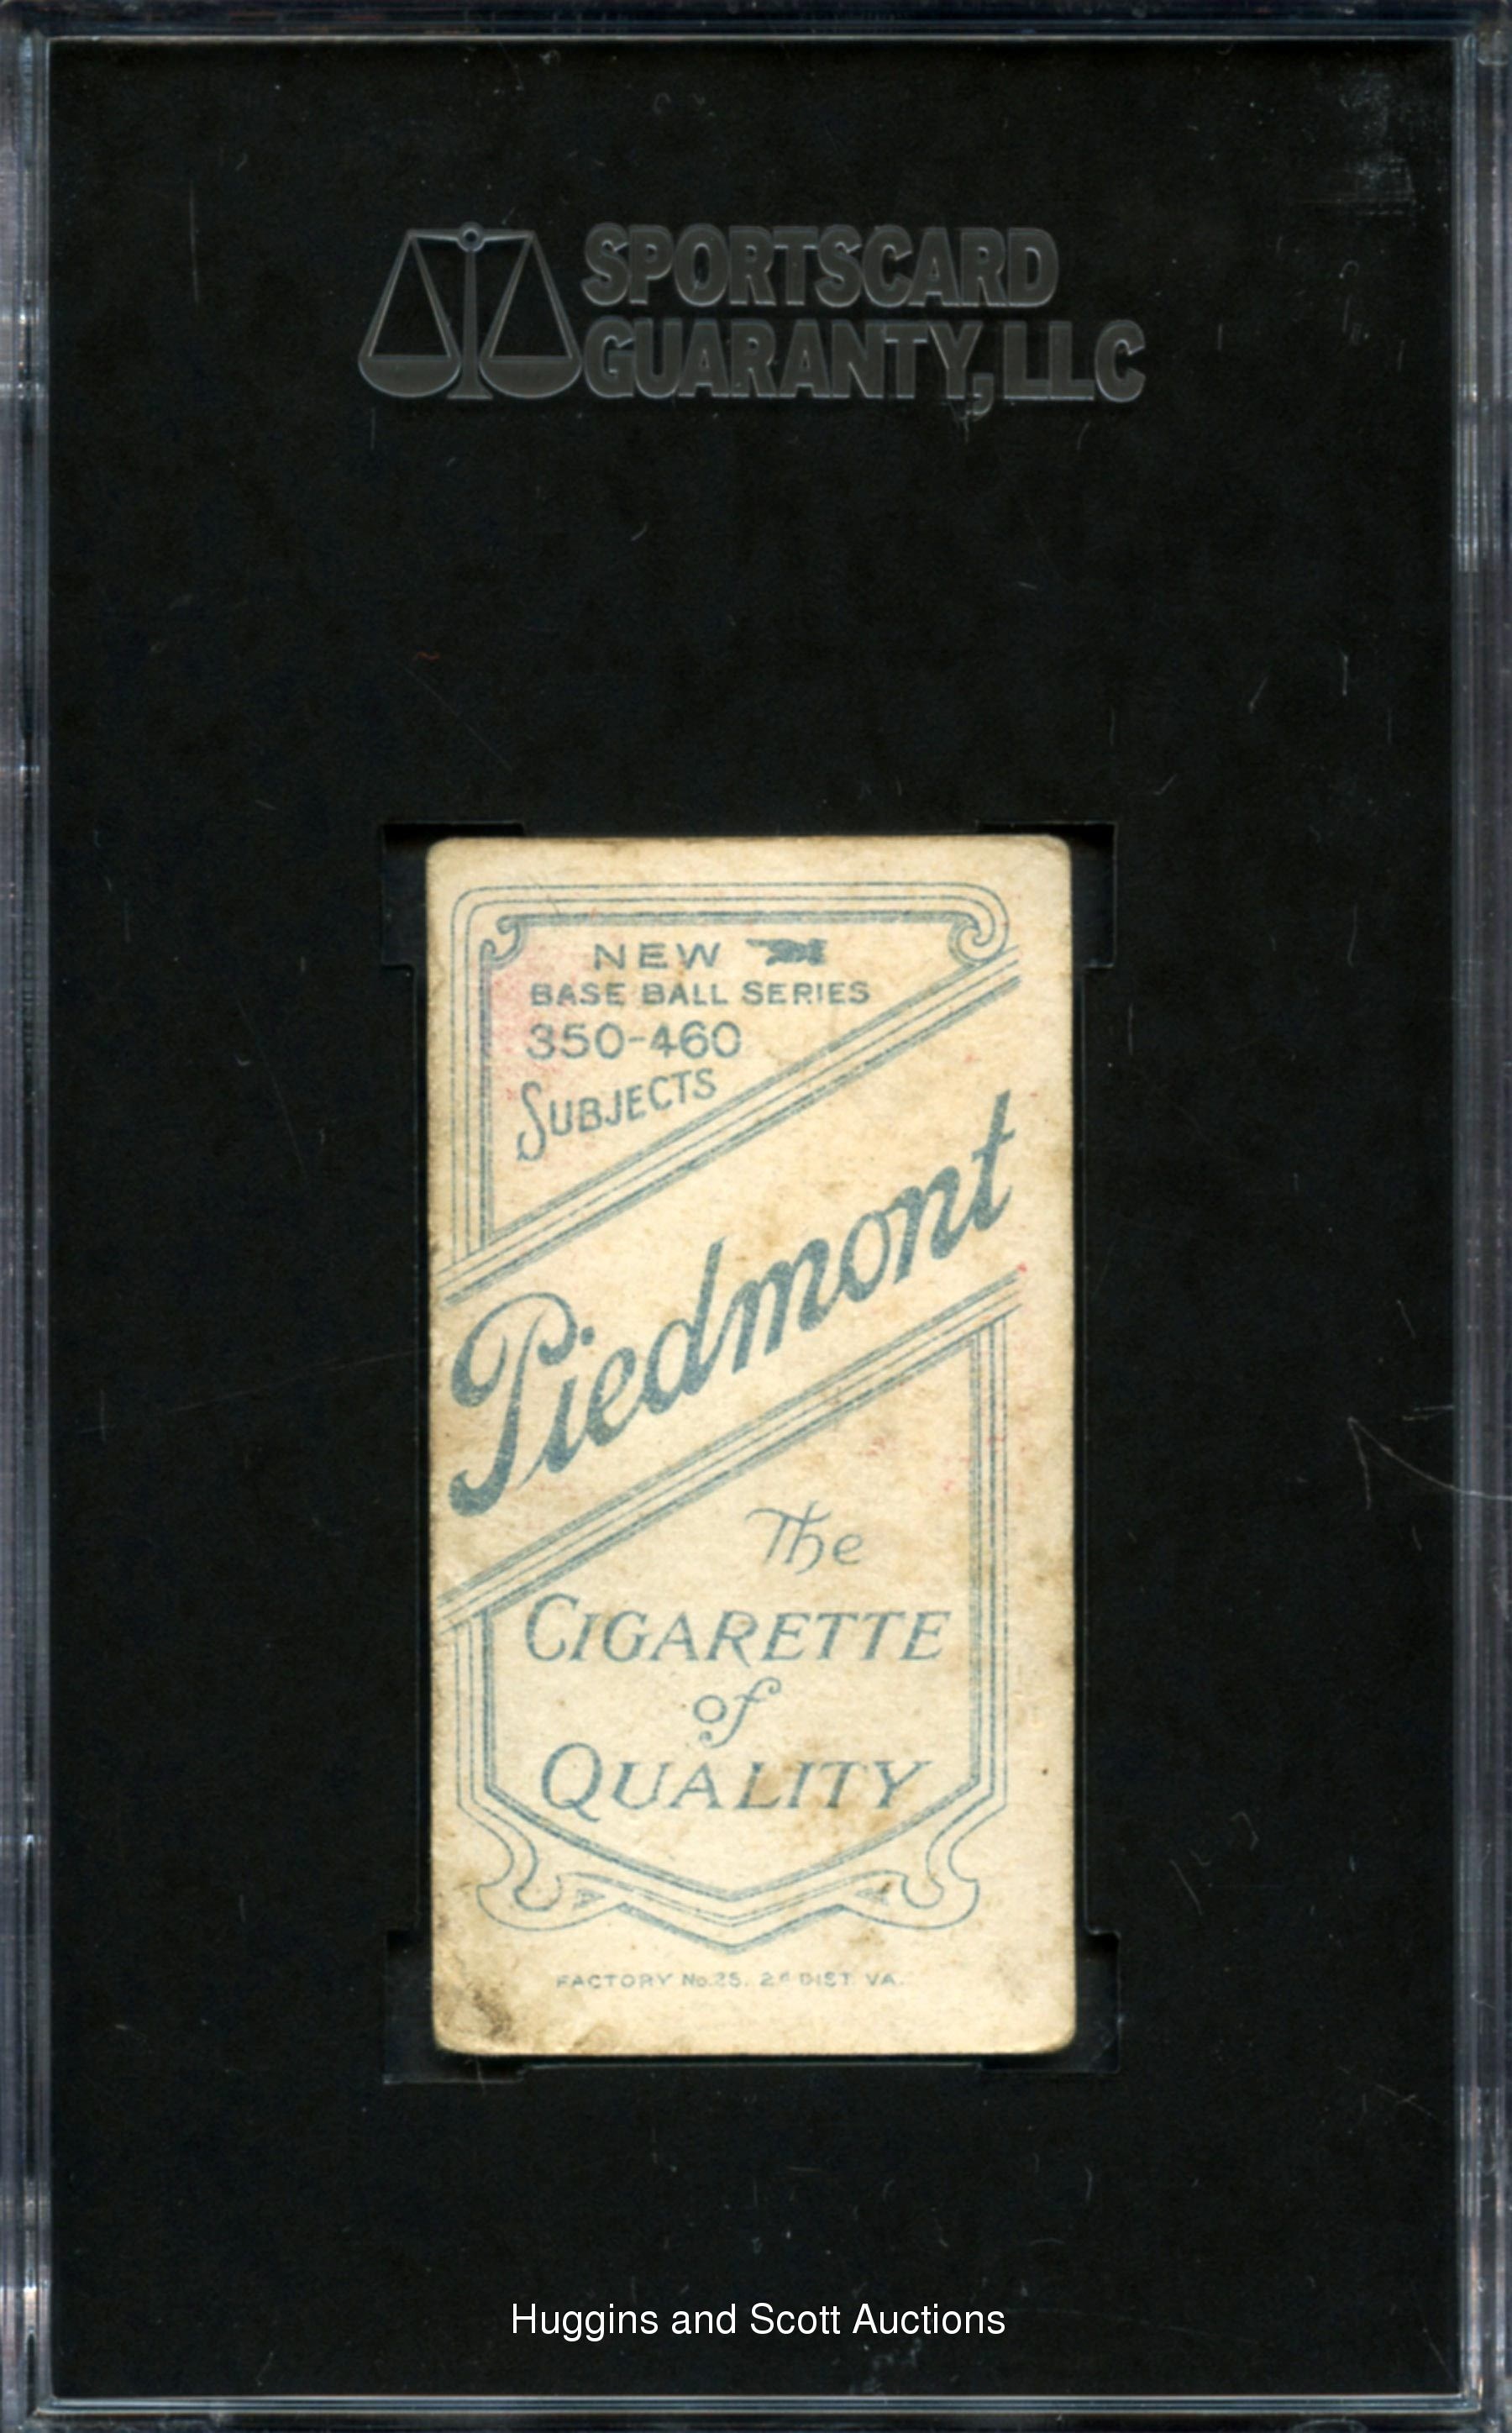 SPORTSCARD
GUARANTY, LLC
NEW
BASE BALL SERIES
350-460
SUBJECTS
Piedmont
The
CIGARETTE
of
QUALITY
FACTORY No. 25. 2d DIST. VA.
Huggins and Scott Auctions